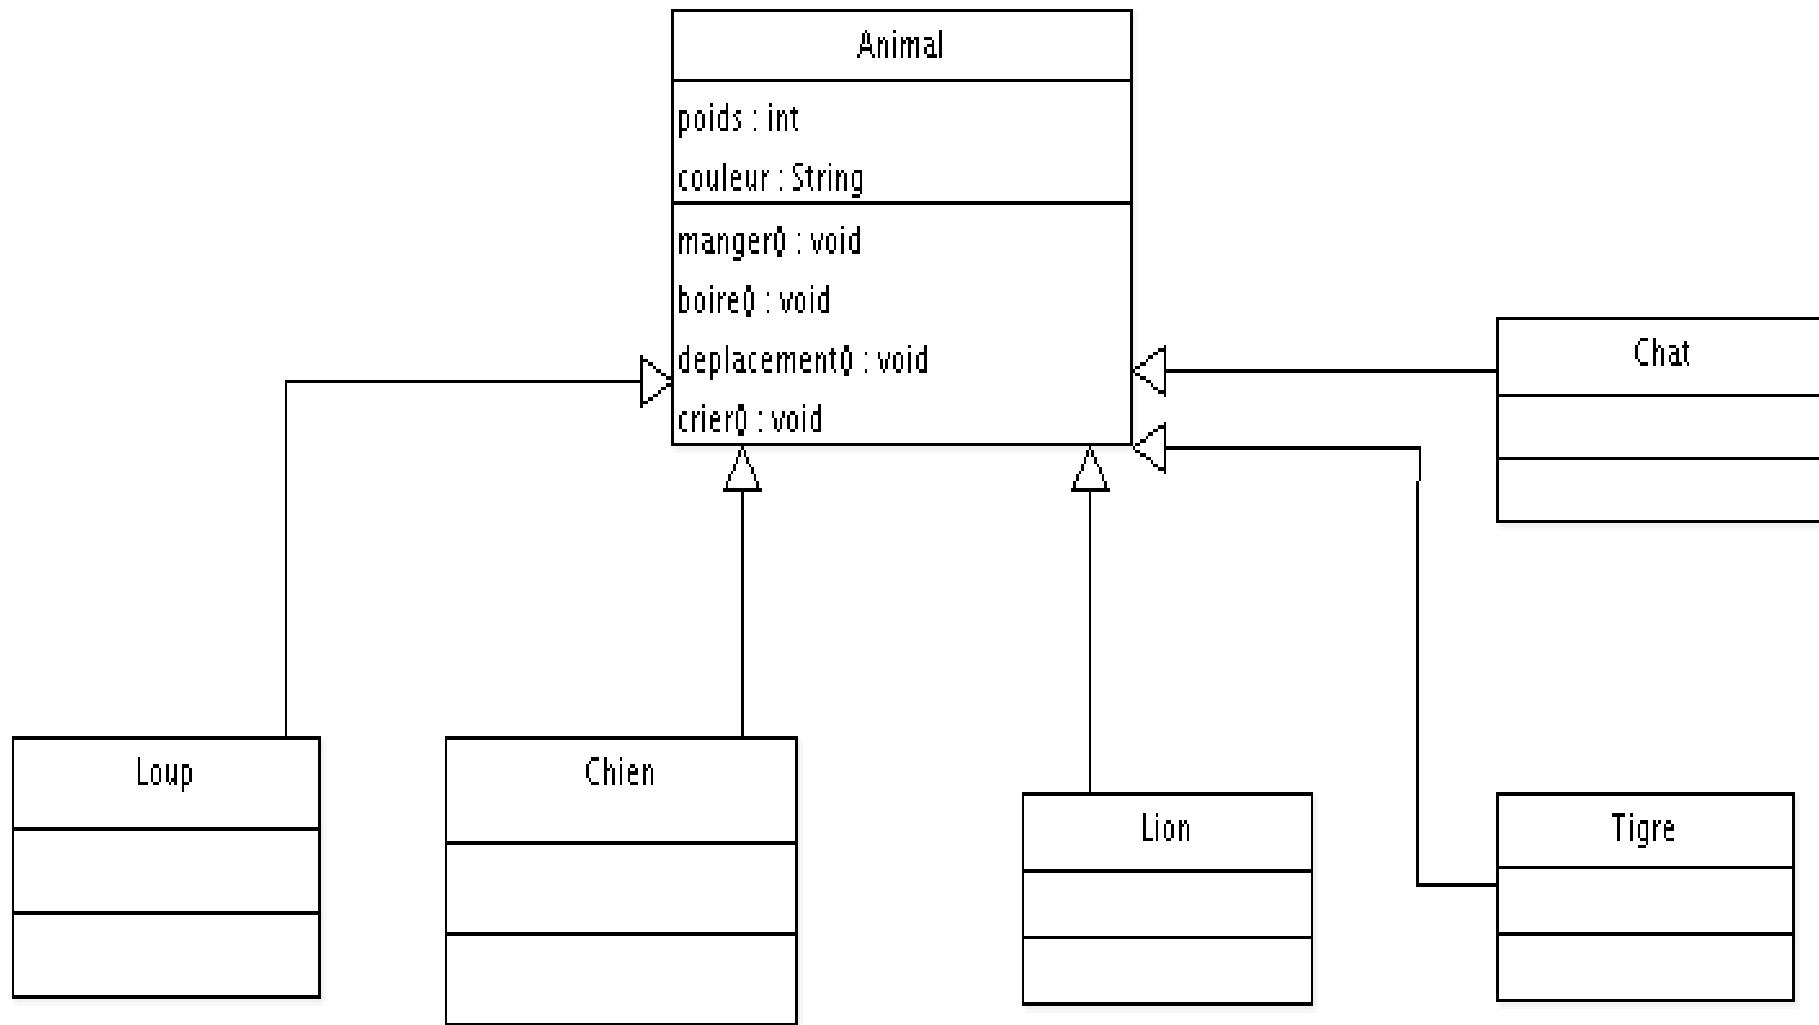 Animal
poids : int
couleur : String
manger() : void
boire() : void
deplacement() : void
crier() : void
Chat
Loup
Chien
Lion
Tigre